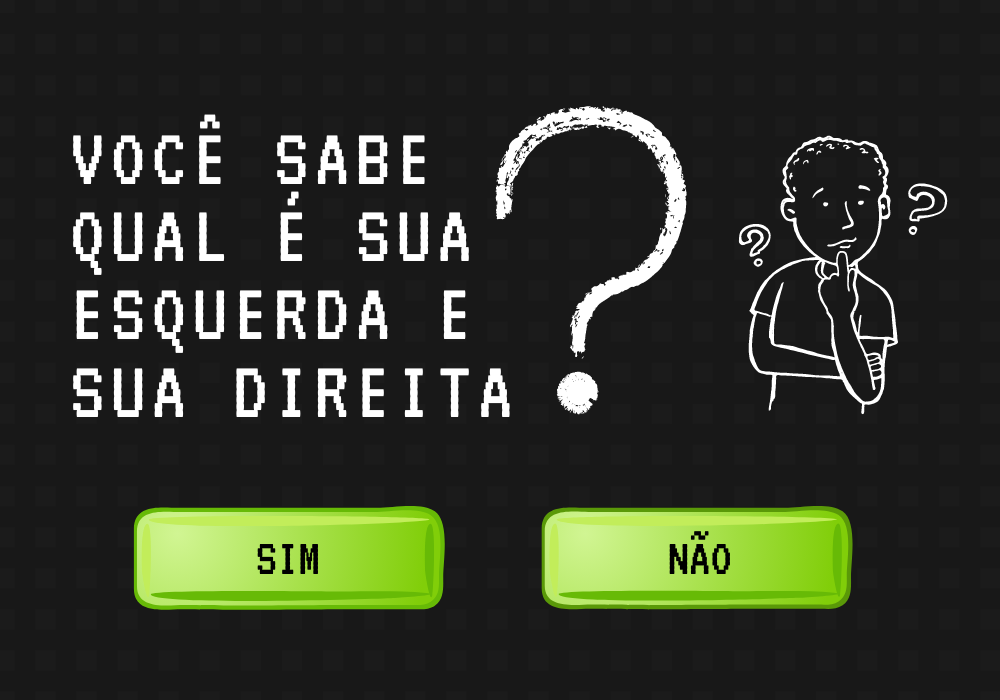 VOCÊ SABE
QUAL É SUA
ESQUERDA E
SUA DIREITA ?
? ?
SIM NÃO